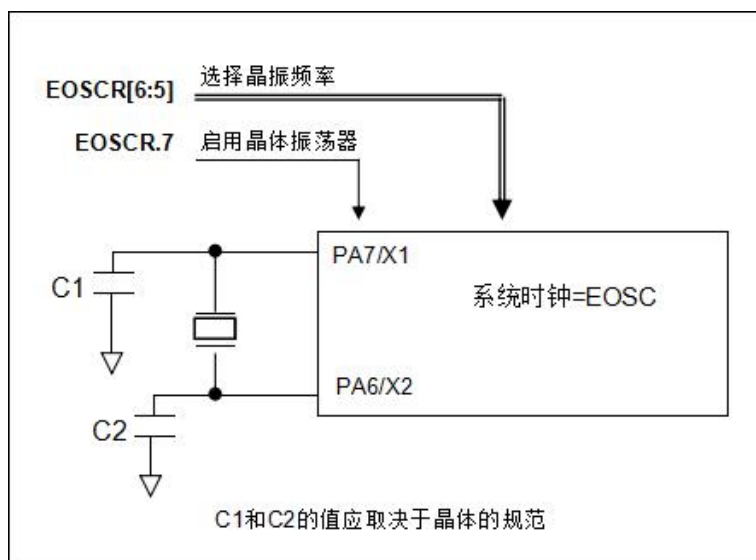 EOSCR[6:5] 选择晶振频率
EOSCR.7 启用晶体振荡器
PA7/X1
C1
系统时钟=EOSC
PA6/X2
C2
C1和C2的值应取决于晶体的规范